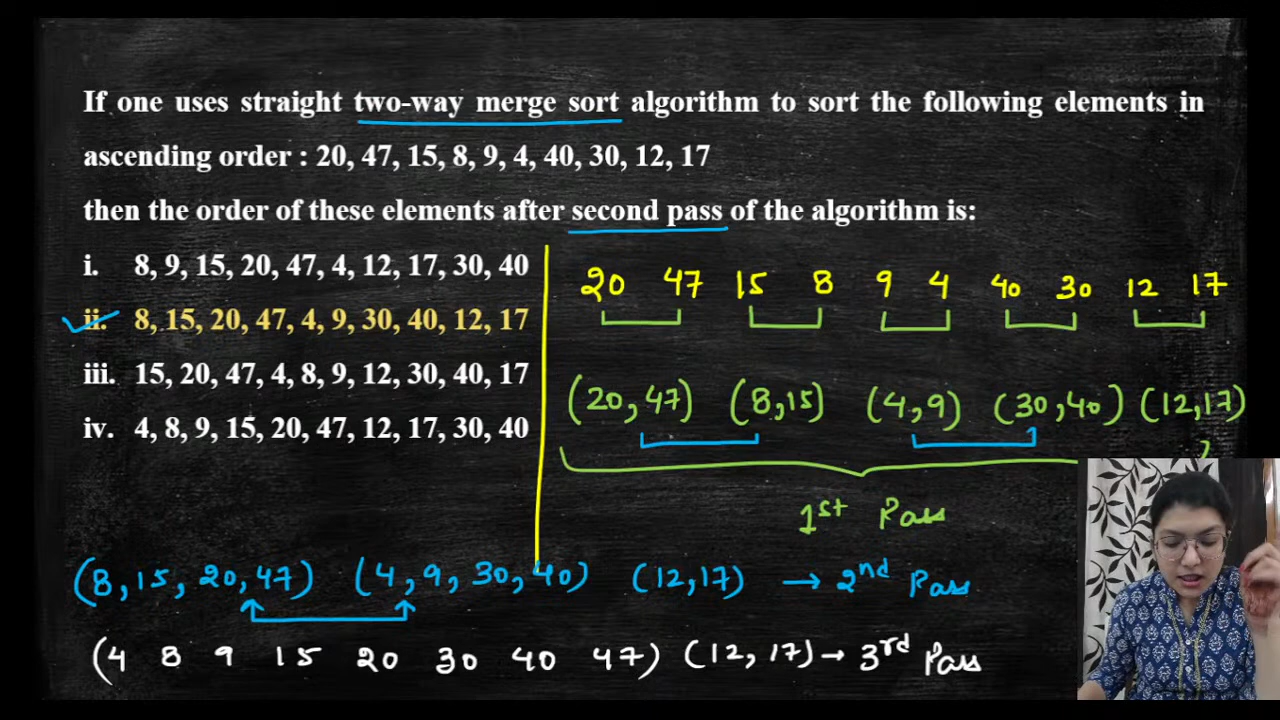 If one uses straight two-way merge sort algorithm to sort the following elements in
ascending order : 20, 47, 15, 8, 9, 4, 40, 30, 12, 17
then the order of these elements after second pass of the algorithm is:
i. 8, 9, 15, 20, 47, 4, 12, 17, 30, 40
ii. 8, 15, 20, 47, 4, 9, 30, 40, 12, 17
iii. 15, 20, 47, 4, 8, 9, 12, 30, 40, 17
iv. 4, 8, 9, 15, 20, 47, 12, 17, 30, 40
20 47 15 8 9 4 40 30 12 17
(20,47) (8,15) (4,9) (30,40) (12,17)
1st Pass
(8,15, 20,47) (4,9,30,40) (12,17) → 2nd Pass
(4 8 9 15 20 30 40 47) (12,17) → 3rd Pass